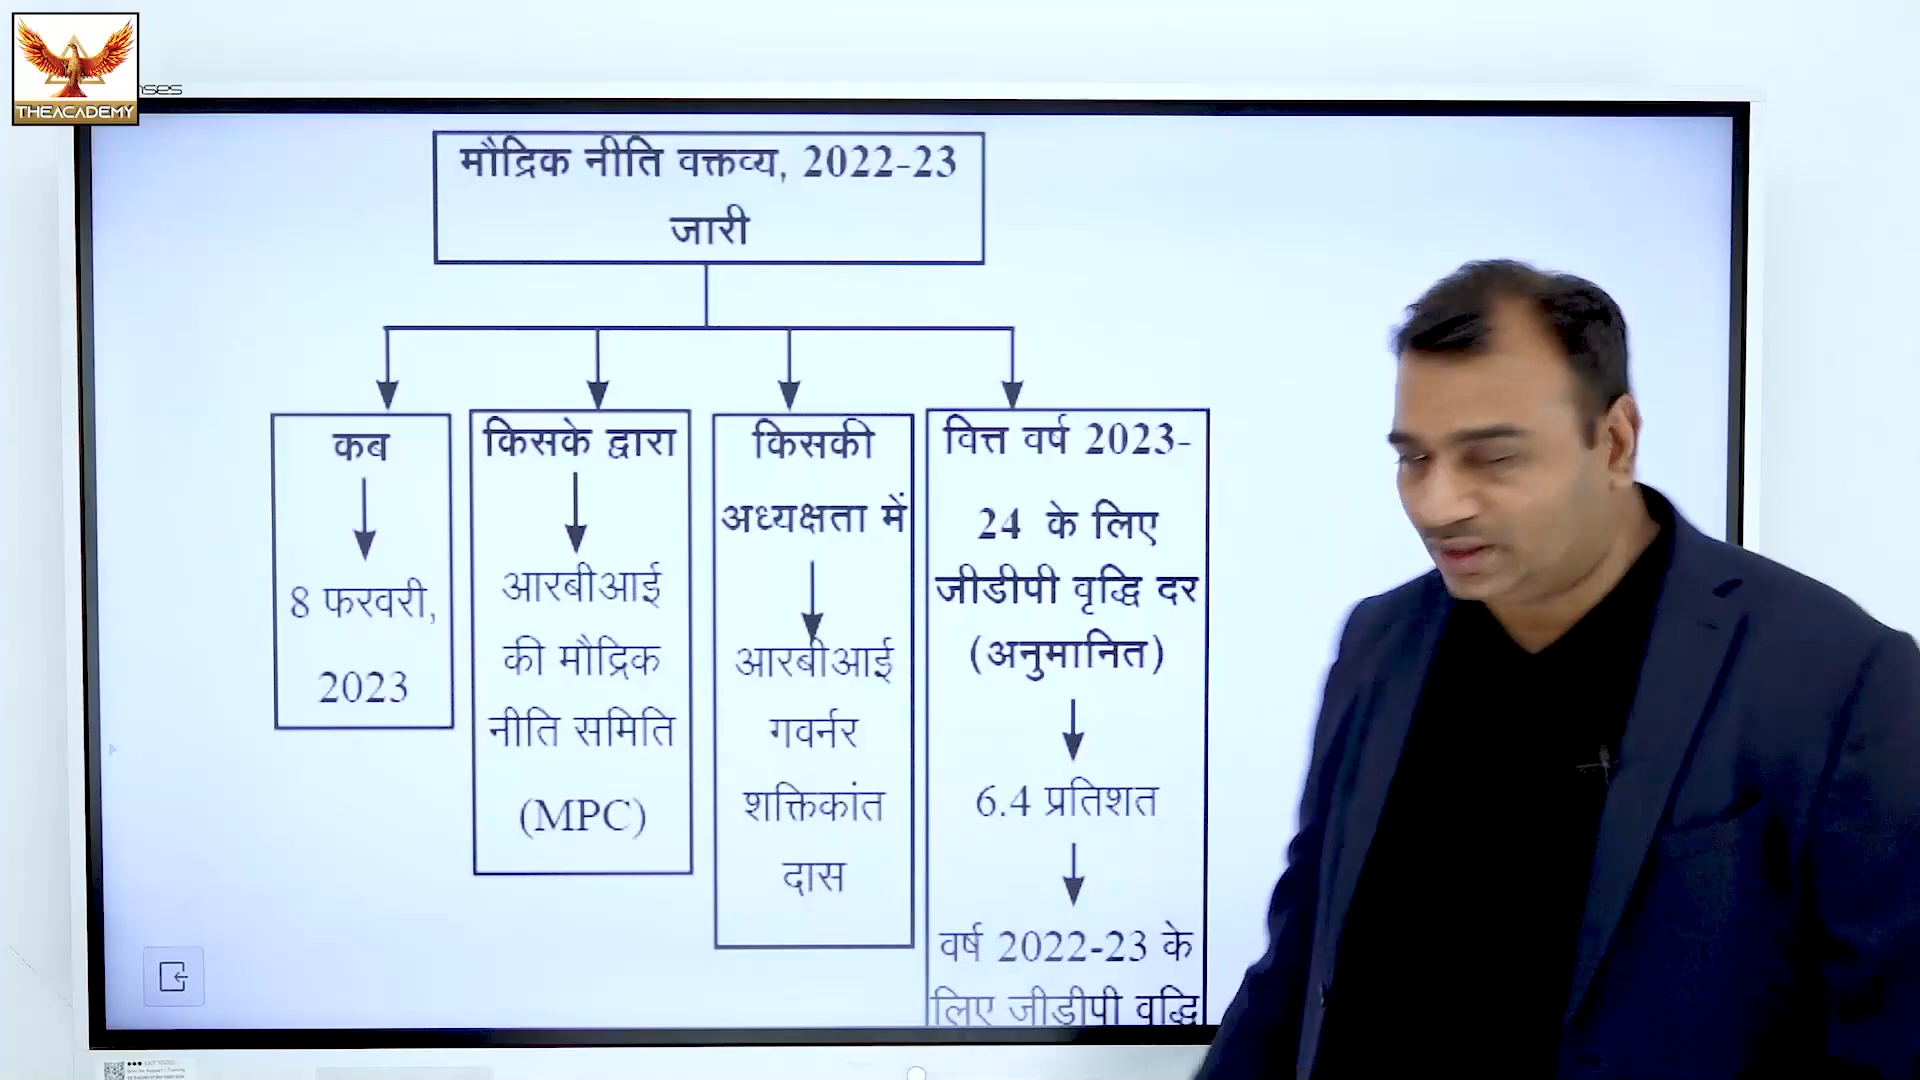 THEACADEMY
मौद्रिक नीति वक्तव्य, 2022-23
जारी
कब
8 फरवरी,
2023
किसके द्वारा
आरबीआई
की मौद्रिक
नीति समिति
(MPC)
किसकी
अध्यक्षता में
आरबीआई
गवर्नर
शक्तिकांत
दास
वित्त वर्ष 2023-
24 के लिए
जीडीपी वृद्धि दर
(अनुमानित)
6.4 प्रतिशत
वर्ष 2022-23 के
लिए जीडीपी वृद्धि